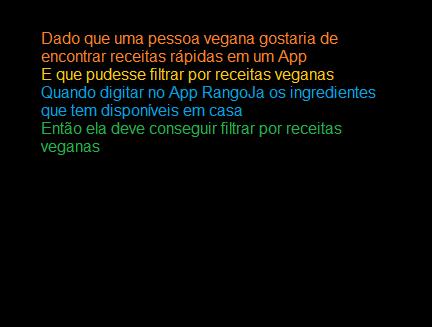 Dado que uma pessoa vegana gostaria de
encontrar receitas rápidas em um App
E que pudesse filtrar por receitas veganas
Quando digitar no App RangoJa os ingredientes
que tem disponíveis em casa
Então ela deve conseguir filtrar por receitas
veganas